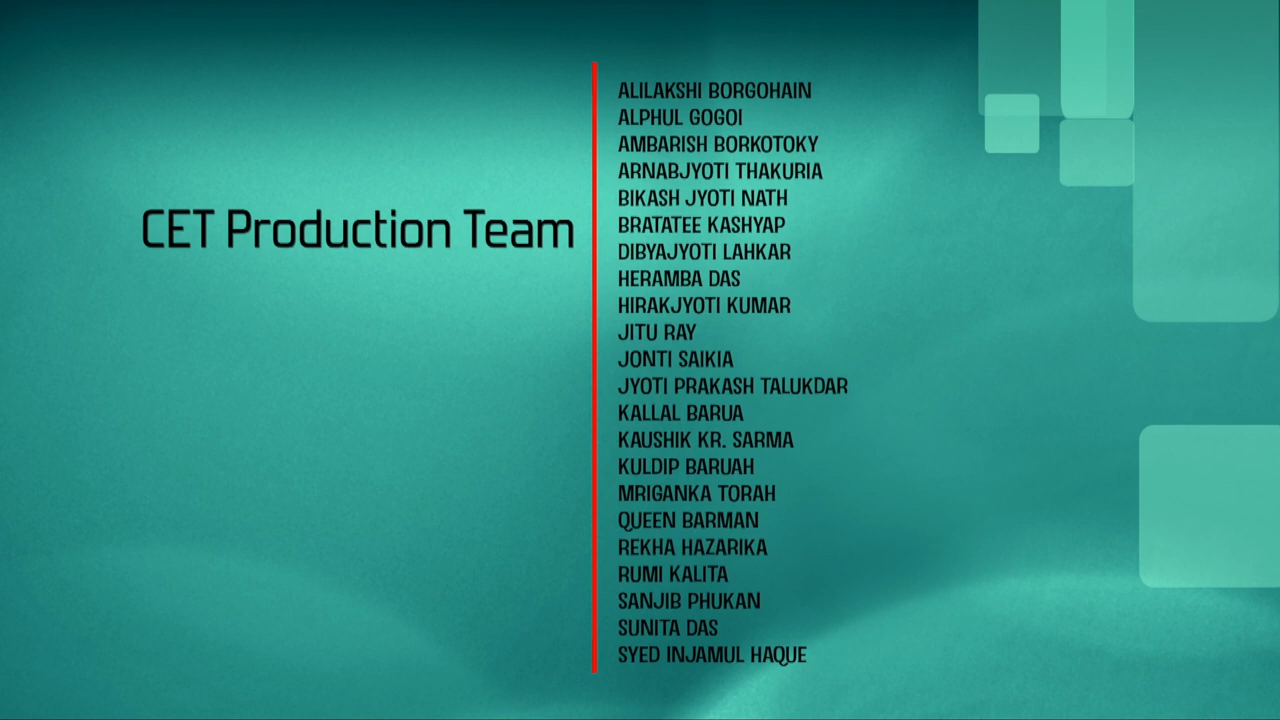 CET Production Team
ALILAKSHI BORGOHAIN
ALPHUL GOGOI
AMBARISH BORKOTOKY
ARNABJYOTI THAKURIA
BIKASH JYOTI NATH
BRATATEE KASHYAP
DIBYAJYOTI LAHKAR
HERAMBA DAS
HIRAKJYOTI KUMAR
JITU RAY
JONTI SAIKIA
JYOTI PRAKASH TALUKDAR
KALLAL BARUA
KAUSHIK KR. SARMA
KULDIP BARUAH
MRIGANKA TORAH
QUEEN BARMAN
REKHA HAZARIKA
RUMI KALITA
SANJIB PHUKAN
SUNITA DAS
SYED INJAMUL HAQUE